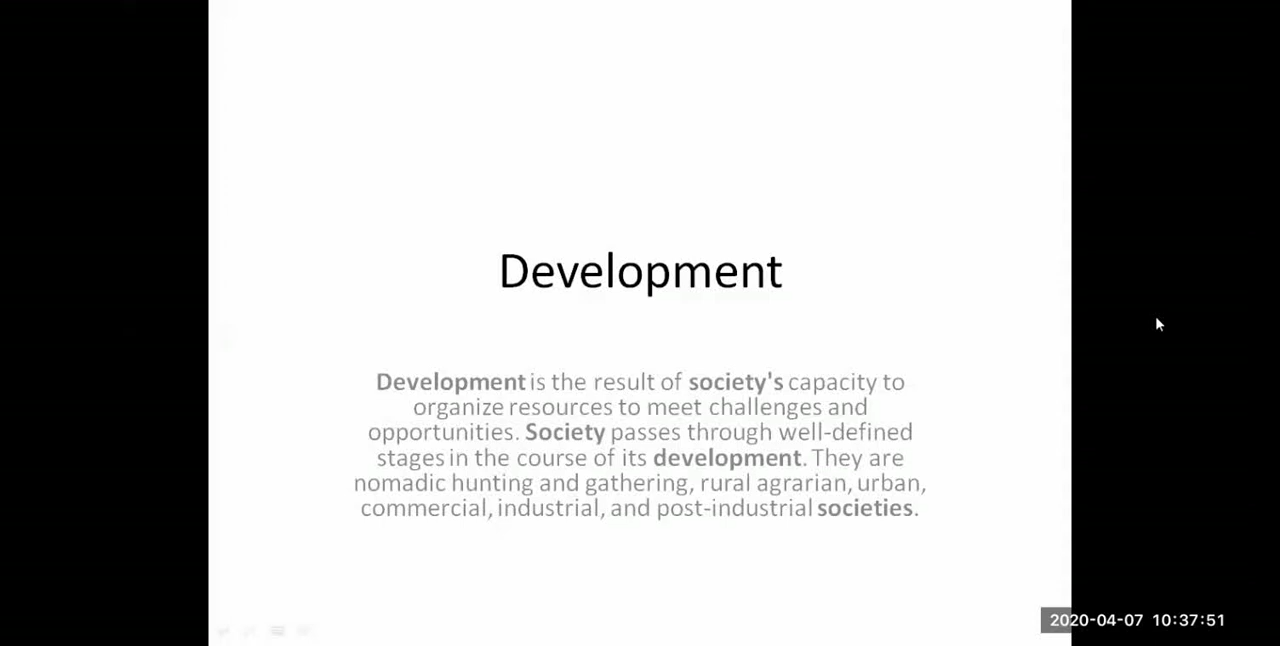 Development
Development is the result of society's capacity to
organize resources to meet challenges and
opportunities. Society passes through well-defined
stages in the course of its development. They are
nomadic hunting and gathering, rural agrarian, urban,
commercial, industrial, and post-industrial societies.
2020-04-07 10:37:51